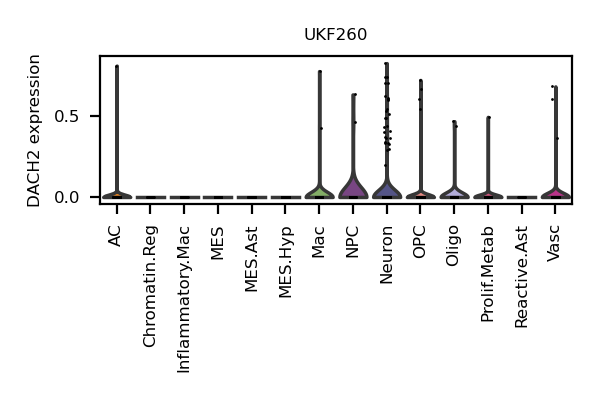 UKF260
DACH2 expression
0.5
0.0
AC
Chromatin.Reg
Inflammatory.Mac
MES
MES.Ast
MES.Hyp
Mac
NPC
Neuron
OPC
Oligo
Prolif.Metab
Reactive.Ast
Vasc